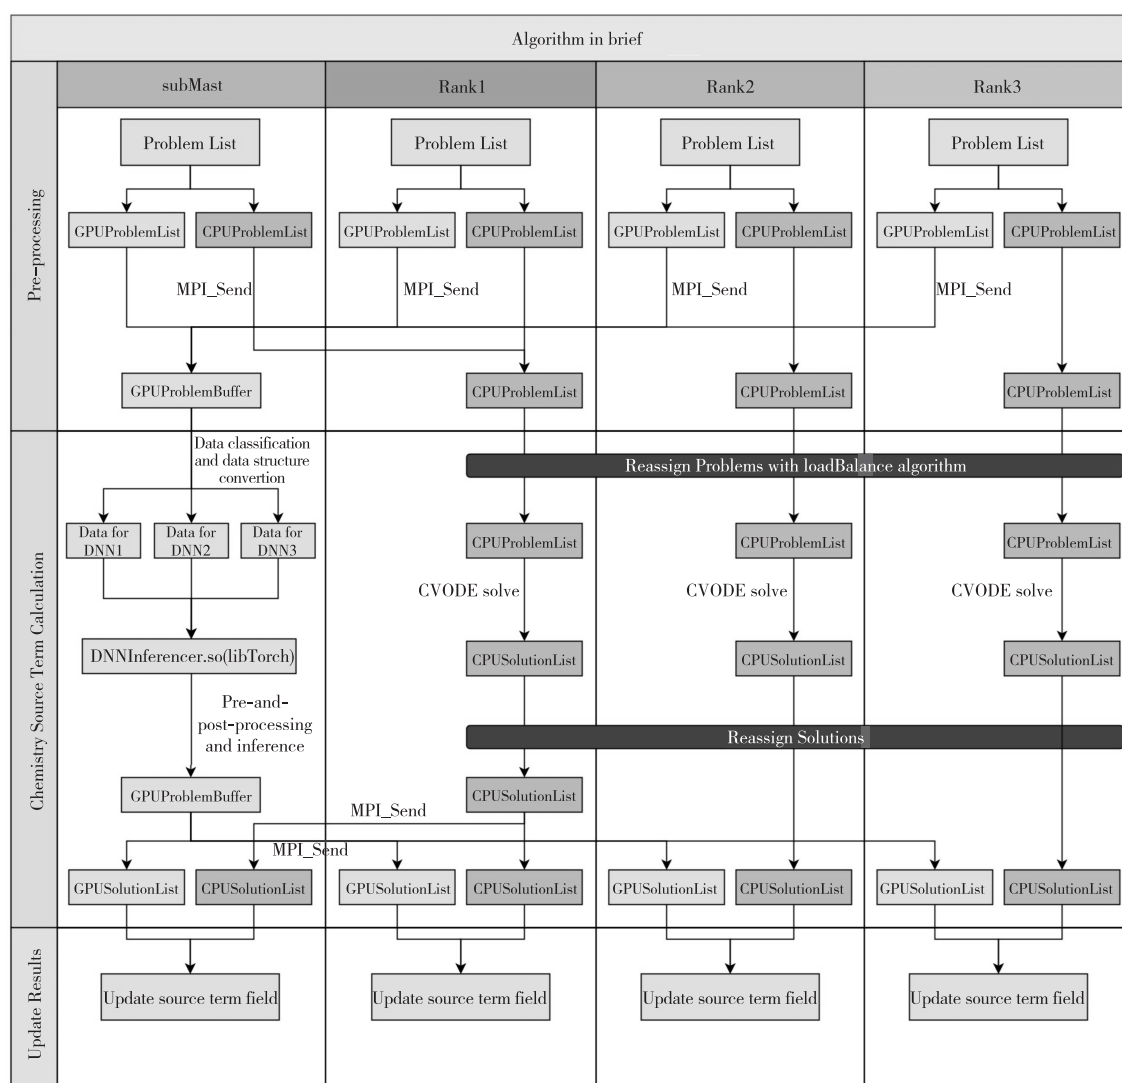 Algorithm in brief
subMast
Rank1
Rank2
Rank3
Pre-processing
Problem List
Problem List
Problem List
Problem List
GPUProblemList
CPUProblemList
GPUProblemList
CPUProblemList
GPUProblemList
CPUProblemList
GPUProblemList
CPUProblemList
MPI_Send
MPI_Send
MPI_Send
MPI_Send
GPUProblemBuffer
CPUProblemList
CPUProblemList
CPUProblemList
Chemistry Source Term Calculation
Data classification
and data structure
convertion
Reassign Problems with loadBalance algorithm
Data for
DNN1
Data for
DNN2
Data for
DNN3
CPUProblemList
CPUProblemList
CPUProblemList
CVODE solve
CVODE solve
CVODE solve
DNNInferencer.so(libTorch)
CPUSolutionList
CPUSolutionList
CPUSolutionList
Pre-and-
post-processing
and inference
Reassign Solutions
GPUProblemBuffer
CPUSolutionList
MPI_Send
MPI_Send
GPUSolutionList
CPUSolutionList
GPUSolutionList
CPUSolutionList
GPUSolutionList
CPUSolutionList
GPUSolutionList
CPUSolutionList
Update Results
Update source term field
Update source term field
Update source term field
Update source term field